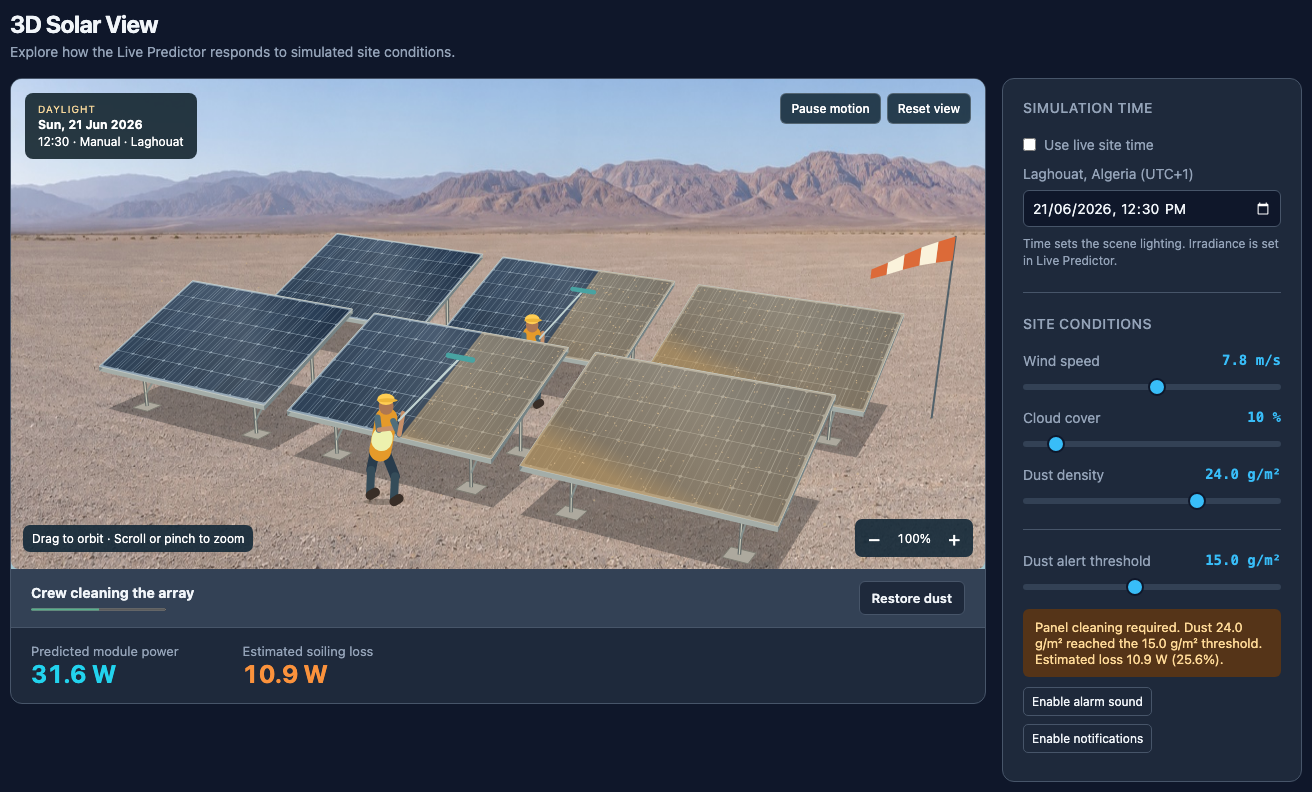 3D Solar View
Explore how the Live Predictor responds to simulated site conditions.
DAYLIGHT
Sun, 21 Jun 2026
12:30 · Manual · Laghouat
Pause motion
Reset view
Drag to orbit · Scroll or pinch to zoom
− 100% +
Crew cleaning the array
Restore dust
Predicted module power
31.6 W
Estimated soiling loss
10.9 W
SIMULATION TIME
Use live site time
Laghouat, Algeria (UTC+1)
21/06/2026, 12:30 PM
Time sets the scene lighting. Irradiance is set
in Live Predictor.
SITE CONDITIONS
Wind speed 7.8 m/s
Cloud cover 10 %
Dust density 24.0 g/m²
Dust alert threshold 15.0 g/m²
Panel cleaning required. Dust 24.0
g/m² reached the 15.0 g/m² threshold.
Estimated loss 10.9 W (25.6%).
Enable alarm sound
Enable notifications